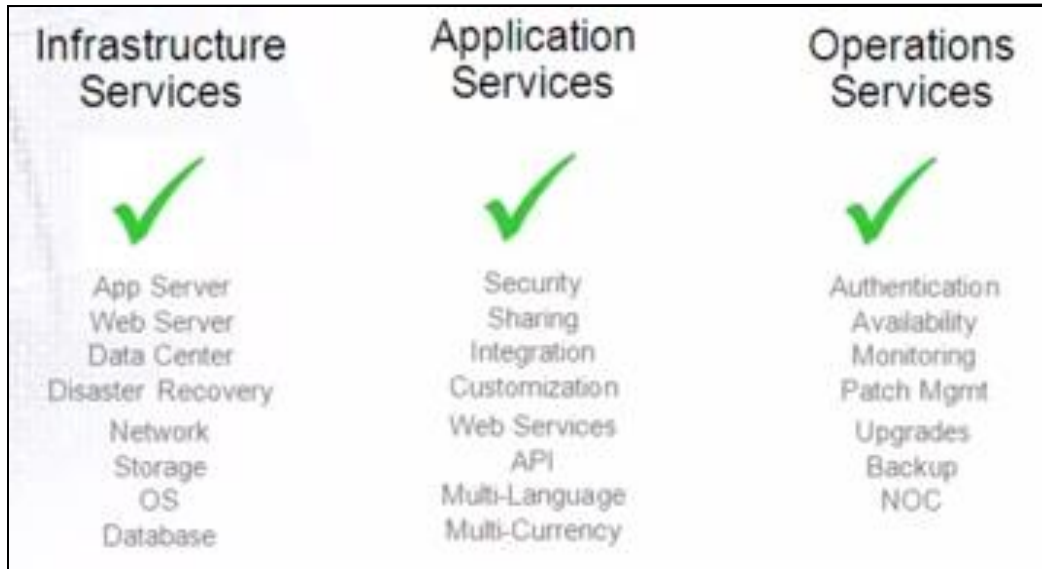 Infrastructure
Services
App Server
Web Server
Data Center
Disaster Recovery
Network
Storage
OS
Database
Application
Services
Security
Sharing
Integration
Customization
Web Services
API
Multi-Language
Multi-Currency
Operations
Services
Authentication
Availability
Monitoring
Patch Mgmt
Upgrades
Backup
NOC